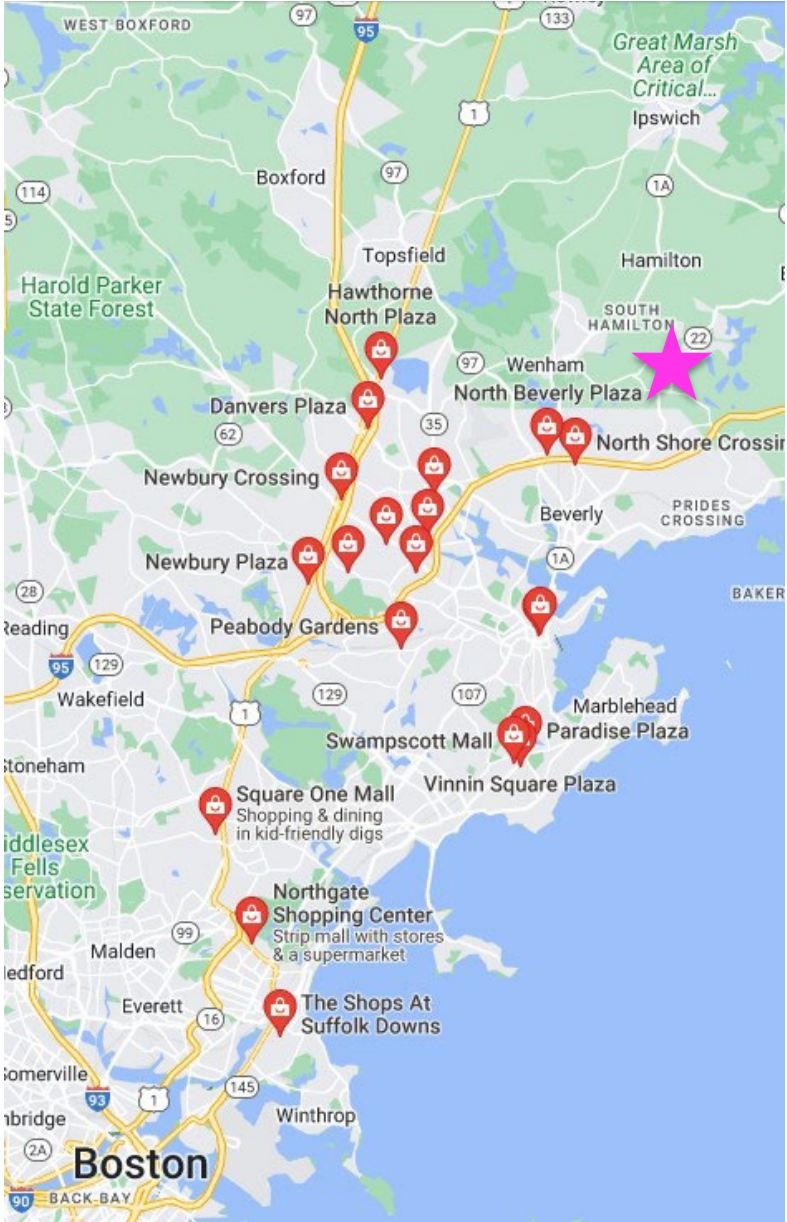 97
133
WEST BOXFORD
95
Great Marsh
Area of
Critical...
1
Ipswich
97
Boxford
114
1A
Topsfield
Hamilton
Harold Parker
State Forest
Hawthorne
North Plaza
SOUTH
HAMILTON
22
97
Wenham
North Beverly Plaza
Danvers Plaza
35
62
North Shore Crossin
Newbury Crossing
PRIDES
CROSSING
Beverly
Newbury Plaza
1A
28
BAKER
Reading
Peabody Gardens
95
129
129
107
Wakefield
1
Marblehead
Paradise Plaza
Swampscott Mall
Stoneham
Vinnin Square Plaza
Square One Mall
Shopping & dining
in kid-friendly digs
iddlesex
Fells
servation
Northgate
Shopping Center
Strip mall with stores
& a supermarket
99
Malden
ledford
The Shops At
Suffolk Downs
Everett
16
Somerville
93
1
145
Winthrop
nbridge
2A
Boston
90
BACK BAY